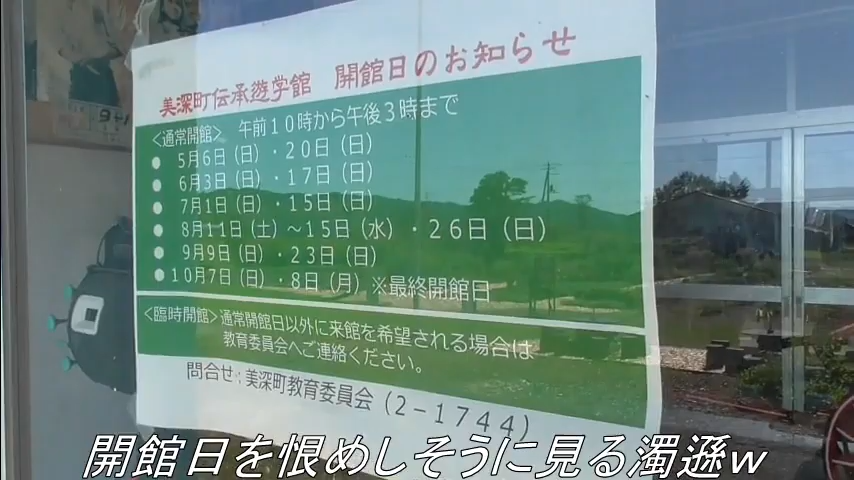 美深町伝承遊学館　開館日のお知らせ
＜通常開館＞　午前１０時から午後３時まで
● ５月６日（日）・２０日（日）
● ６月３日（日）・１７日（日）
● ７月１日（日）・１５日（日）
● ８月１１日（土）～１５日（水）・２６日（日）
● ９月９日（日）・２３日（日）
● １０月７日（日）・８日（月）※最終開館日
＜臨時開館＞通常開館日以外に来館を希望される場合は
教育委員会へご連絡ください。
問合せ：美深町教育委員会（２－１７４４）
開館日を恨めしそうに見る濁遜ｗ